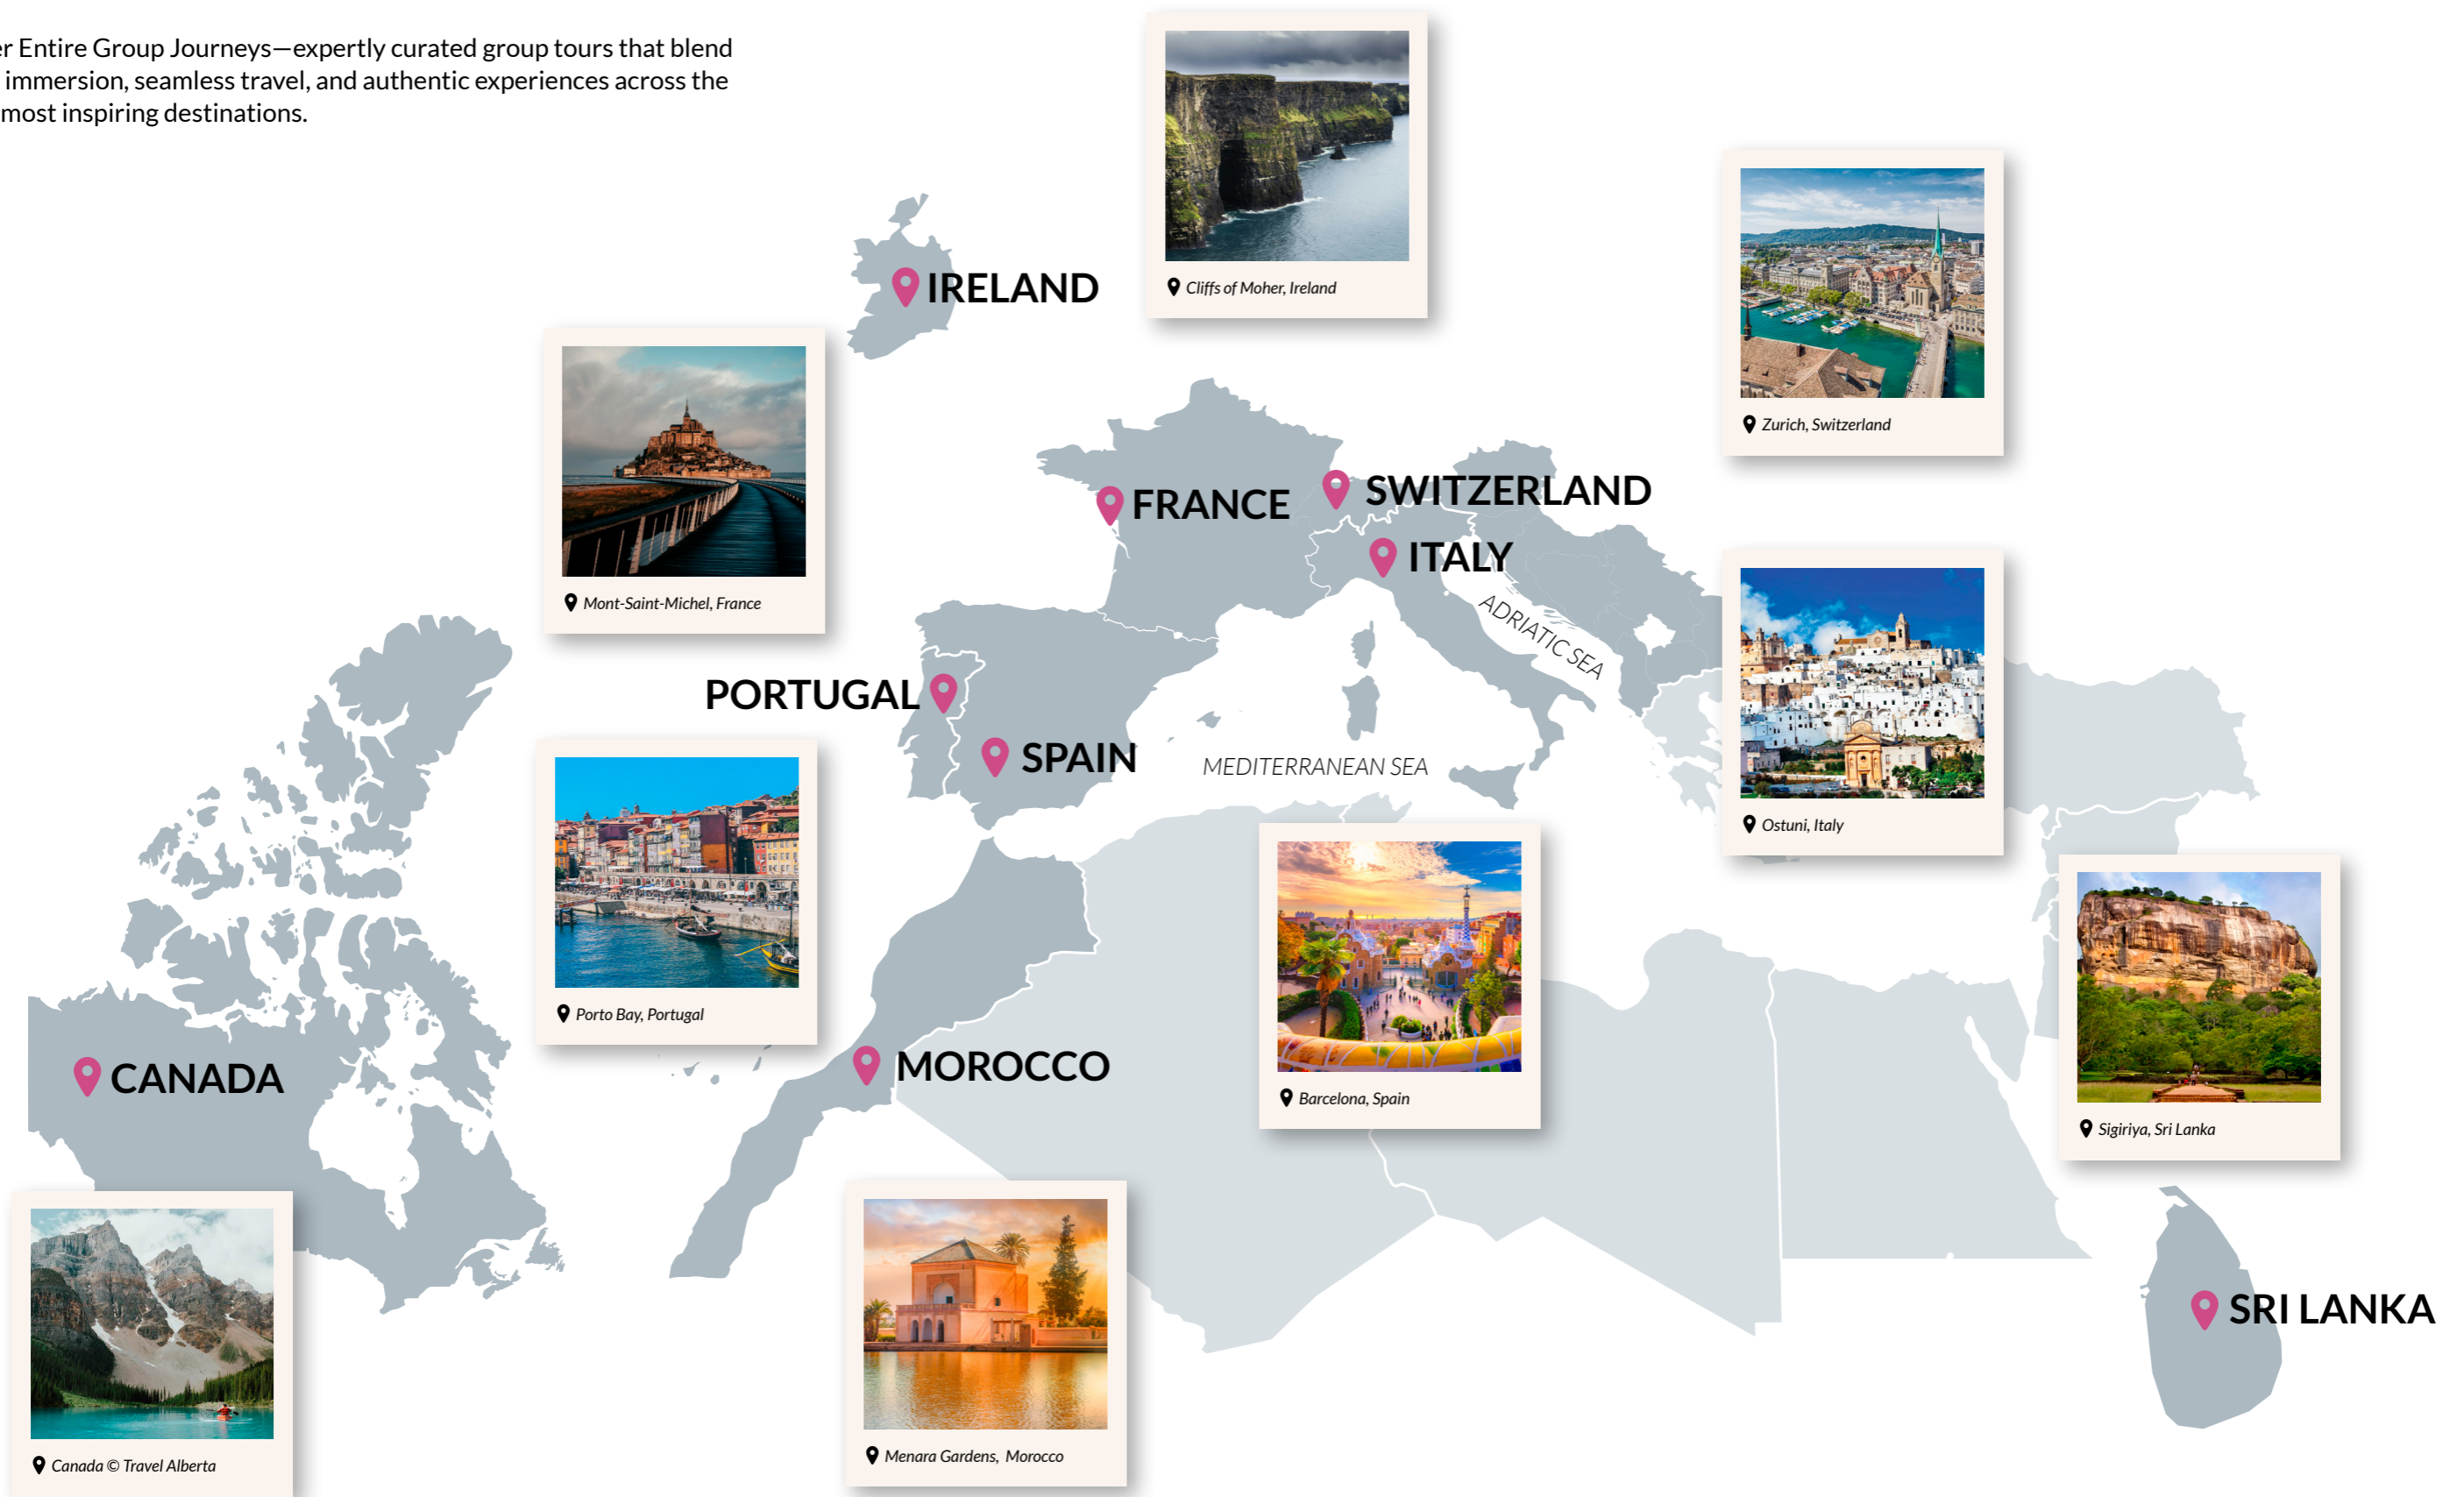 er Entire Group Journeys—expertly curated group tours that blend
immersion, seamless travel, and authentic experiences across the
most inspiring destinations.
Cliffs of Moher, Ireland
IRELAND
Zurich, Switzerland
Mont-Saint-Michel, France
FRANCE
SWITZERLAND
ITALY
ADRIATIC SEA
PORTUGAL
SPAIN
MEDITERRANEAN SEA
Ostuni, Italy
Porto Bay, Portugal
CANADA
MOROCCO
Barcelona, Spain
Sigiriya, Sri Lanka
SRI LANKA
Canada © Travel Alberta
Menara Gardens, Morocco